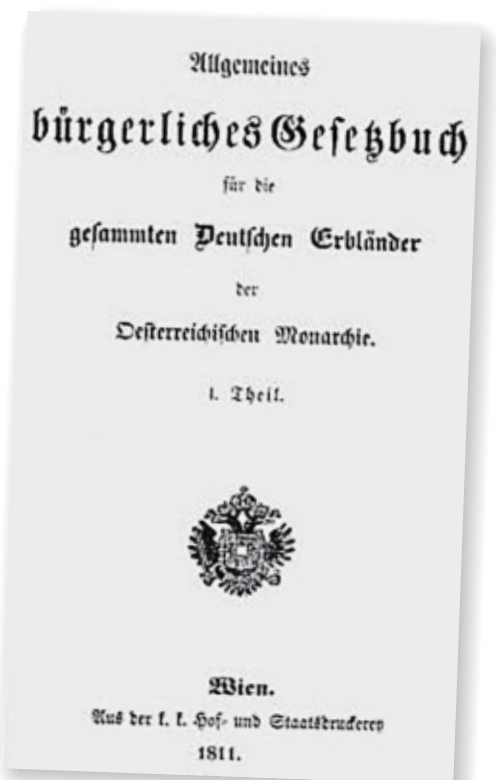 Allgemeines
bürgerliches Gesetzbuch
für die
gesammten Deutschen Erbländer
der
Oesterreichischen Monarchie.
I. Theil.
Wien.
Aus der k. k. Hof- und Staatsdruckerey
1811.